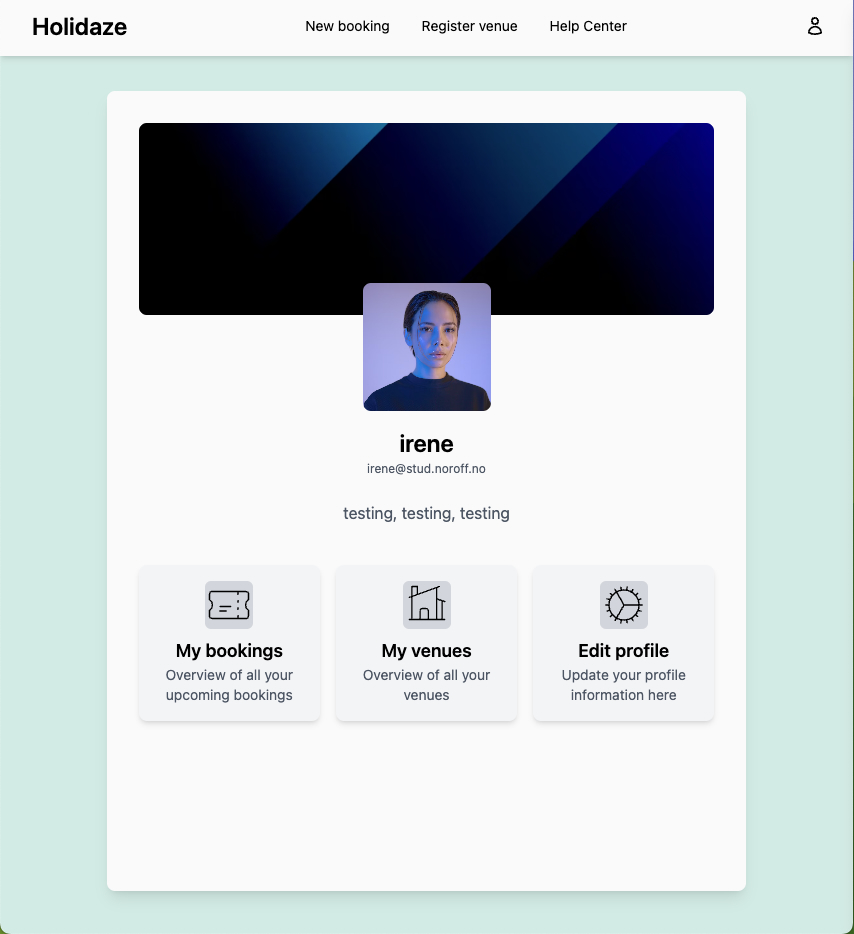 Holidaze
New booking
Register venue
Help Center
irene
irene@stud.noroff.no
testing, testing, testing
My bookings
Overview of all your
upcoming bookings
My venues
Overview of all your
venues
Edit profile
Update your profile
information here